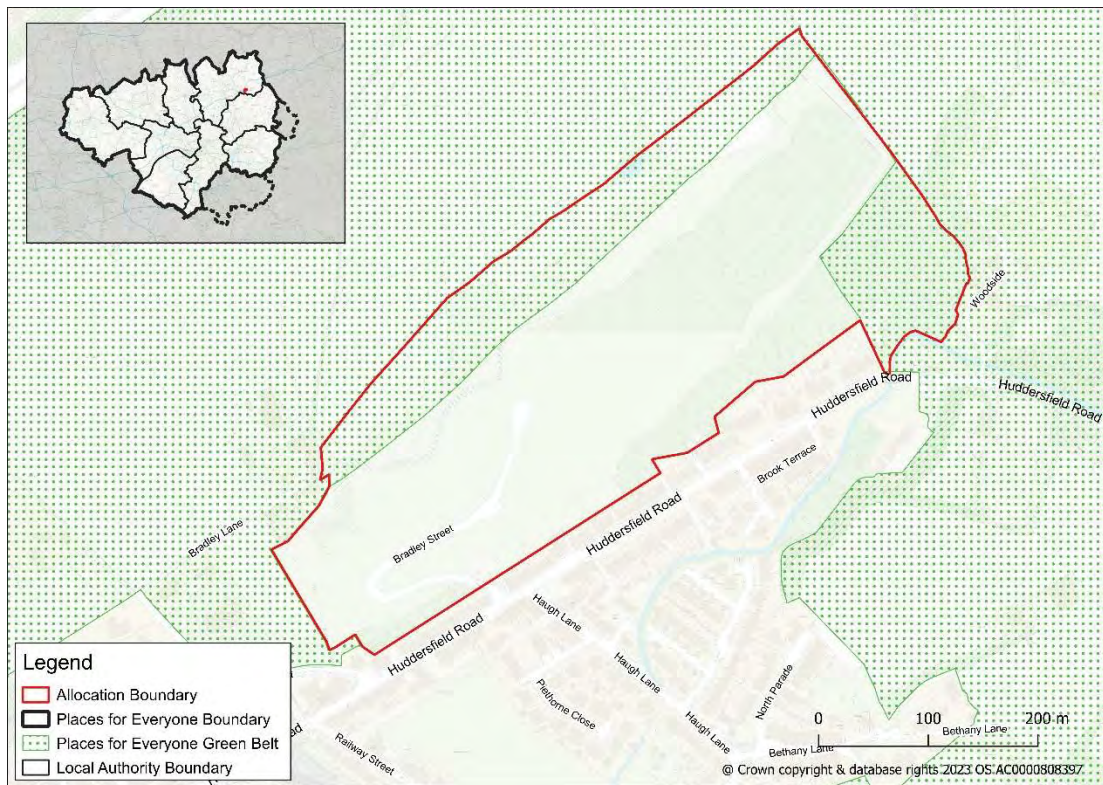 Woodside
Huddersfield Road
Huddersfield Road
Brook Terrace
Huddersfield Road
Bradley Lane
Bradley Street
Haugh Lane
Huddersfield Road
Haugh Lane
Plethorne Close
North Parade
Haugh Lane
Bethany Lane
Bethany Lane
Railway Street
0 100 200 m
Legend
Allocation Boundary
Places for Everyone Boundary
Places for Everyone Green Belt
Local Authority Boundary
@ Crown copyright & database rights 2023 OS AC0000808397